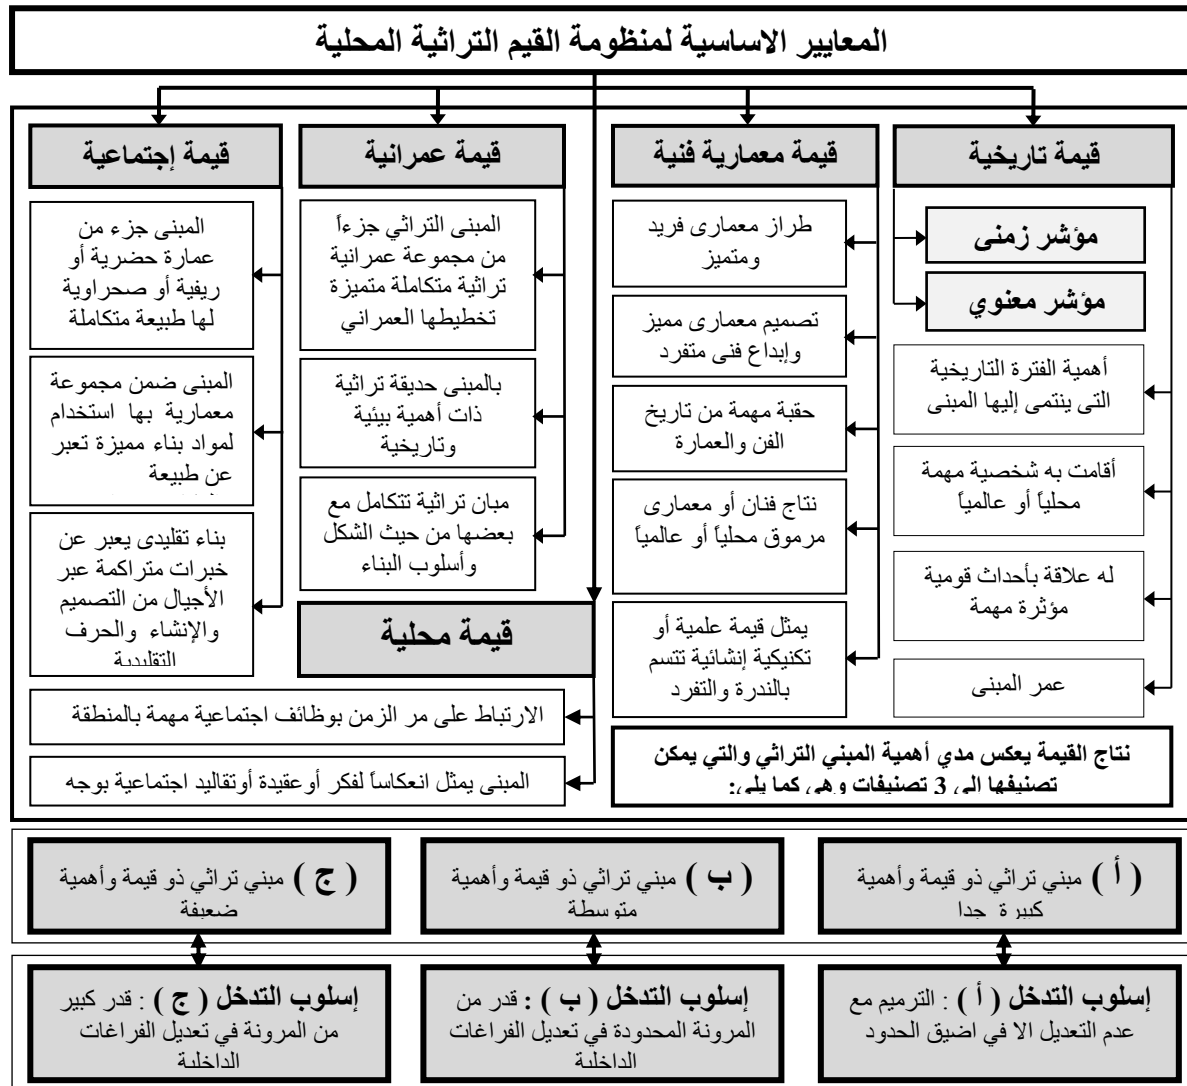 المعايير الاساسية لمنظومة القيم التراثية المحلية
قيمة تاريخية
مؤشر زمنى
مؤشر معنوي
أهمية الفترة التاريخية
التى ينتمى إليها المبنى
أقامت به شخصية مهمة
محلياً أو عالمياً
له علاقة بأحداث قومية
مؤثرة مهمة
عمر المبنى
قيمة معمارية فنية
طراز معمارى فريد
ومتميز
تصميم معمارى مميز
وإبداع فنى متفرد
حقبة مهمة من تاريخ
الفن والعمارة
نتاج فنان أو معمارى
مرموق محلياً أو عالمياً
يمثل قيمة علمية أو
تكنيكية إنشائية تتسم
بالندرة والتفرد
قيمة عمرانية
المبنى التراثي جزءاً
من مجموعة عمرانية
تراثية متكاملة متميزة
تخطيطها العمراني
بالمبنى حديقة تراثية
ذات أهمية بيئية
وتاريخية
مبان تراثية تتكامل مع
بعضها من حيث الشكل
وأسلوب البناء
قيمة إجتماعية
المبنى جزء من
عمارة حضرية أو
ريفية أو صحراوية
لها طبيعة متكاملة
المبنى ضمن مجموعة
معمارية بها استخدام
لمواد بناء مميزة تعبر
عن طبيعة
بناء تقليدى يعبر عن
خبرات متراكمة عبر
الأجيال من التصميم
والإنشاء والحرف
التقليدية
قيمة محلية
الارتباط على مر الزمن بوظائف اجتماعية مهمة بالمنطقة
المبنى يمثل انعكاساً لفكر أوعقيدة أوتقاليد اجتماعية بوجه
نتاج القيمة يعكس مدي أهمية المبني التراثي والتي يمكن
تصنيفها الى 3 تصنيفات وهى كما يلى:
( أ ) مبني تراثي ذو قيمة وأهمية
كبيرة جدا
( ب ) مبني تراثي ذو قيمة وأهمية
متوسطة
( ج ) مبني تراثي ذو قيمة وأهمية
ضعيفة
إسلوب التدخل ( أ ) : الترميم مع
عدم التعديل الا في اضيق الحدود
إسلوب التدخل ( ب ) : قدر من
المرونة المحدودة في تعديل الفراغات
الداخلية
إسلوب التدخل ( ج ) : قدر كبير
من المرونة في تعديل الفراغات
الداخلية